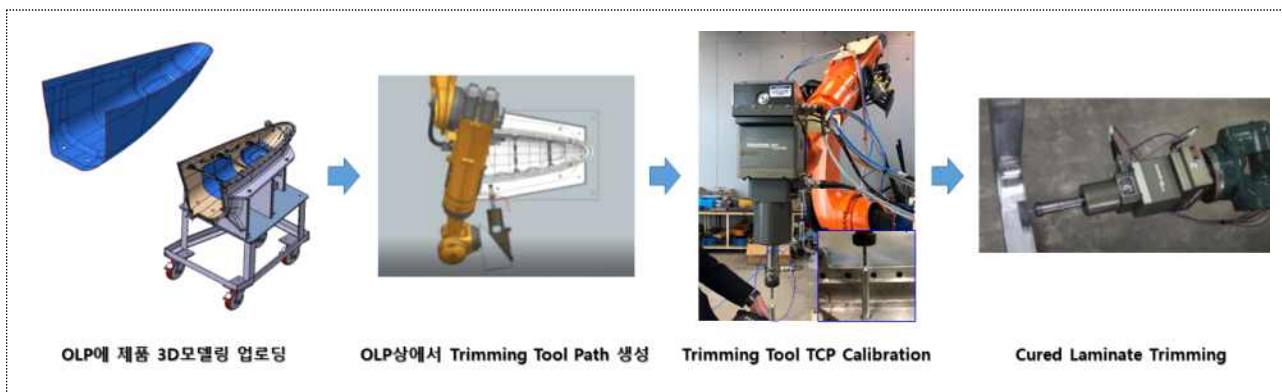 OLP에 제품 3D모델링 업로딩
OLP상에서 Trimming Tool Path 생성
Trimming Tool TCP Calibration
Cured Laminate Trimming